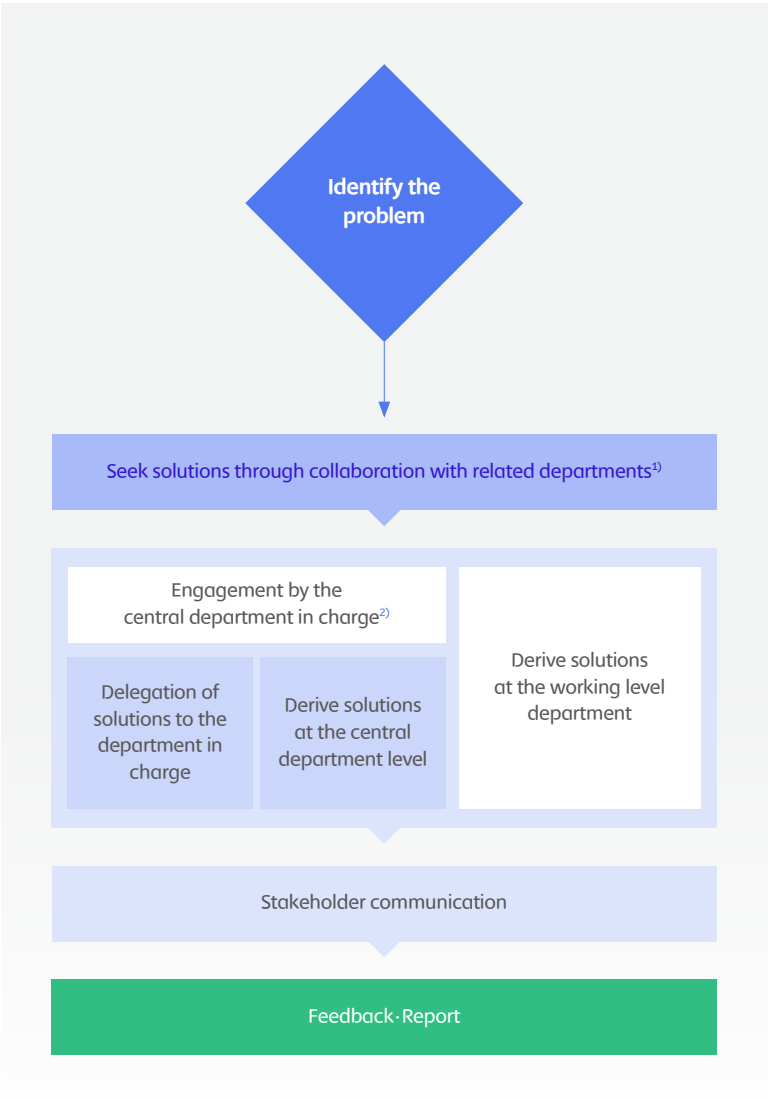 Identify the
problem
Seek solutions through collaboration with related departments1)
Engagement by the
central department in charge2)
Delegation of
solutions to the
department in
charge
Derive solutions
at the central
department level
Derive solutions
at the working level
department
Stakeholder communication
Feedback·Report